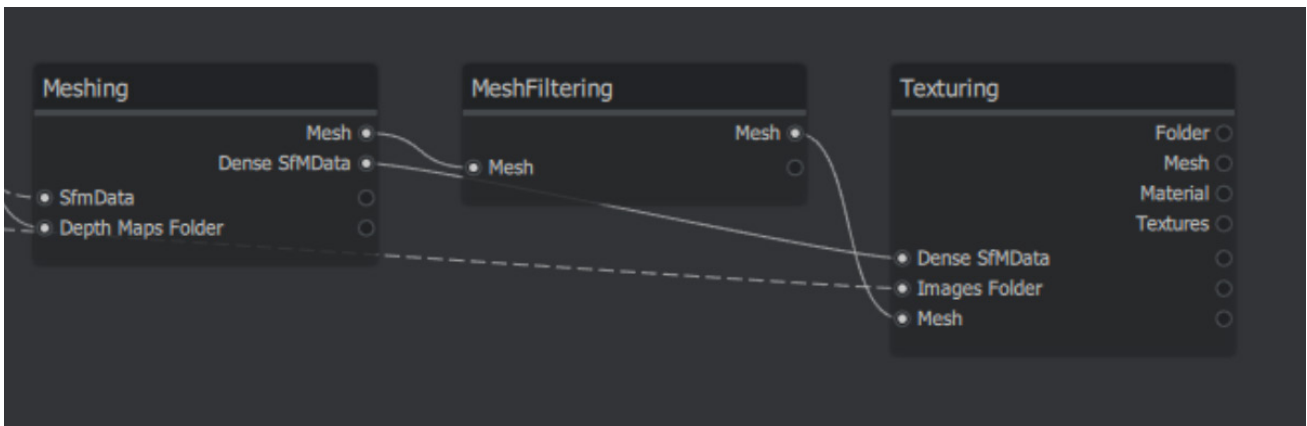 Meshing
Mesh
Dense SfMData
SfmData
Depth Maps Folder
MeshFiltering
Mesh
Mesh
Texturing
Folder
Mesh
Material
Textures
Dense SfMData
Images Folder
Mesh